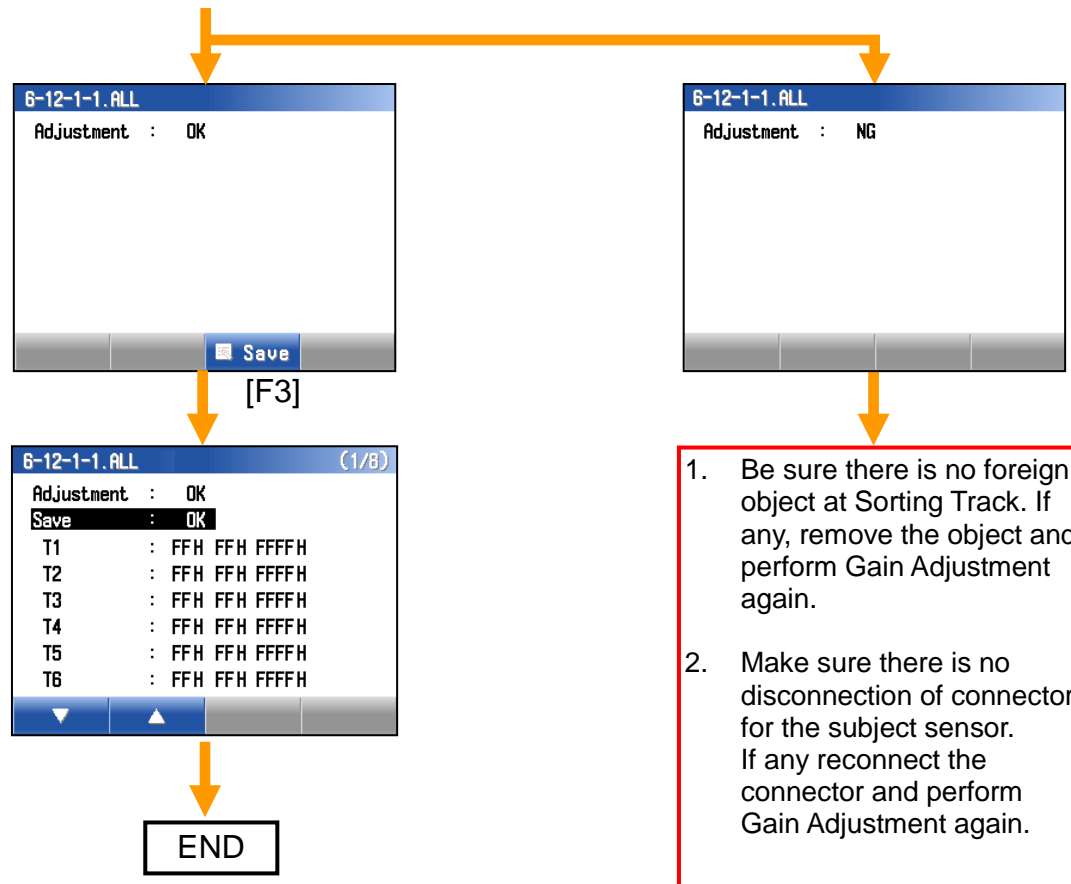 6-12-1-1.ALL
Adjustment : OK
Save
[F3]
6-12-1-1.ALL (1/8)
Adjustment : OK
Save : OK
T1 : FFH FFH FFFFH
T2 : FFH FFH FFFFH
T3 : FFH FFH FFFFH
T4 : FFH FFH FFFFH
T5 : FFH FFH FFFFH
T6 : FFH FFH FFFFH
▼ ▲
END
6-12-1-1.ALL
Adjustment : NG
1. Be sure there is no foreign
object at Sorting Track. If
any, remove the object and
perform Gain Adjustment
again.
2. Make sure there is no
disconnection of connector
for the subject sensor.
If any reconnect the
connector and perform
Gain Adjustment again.